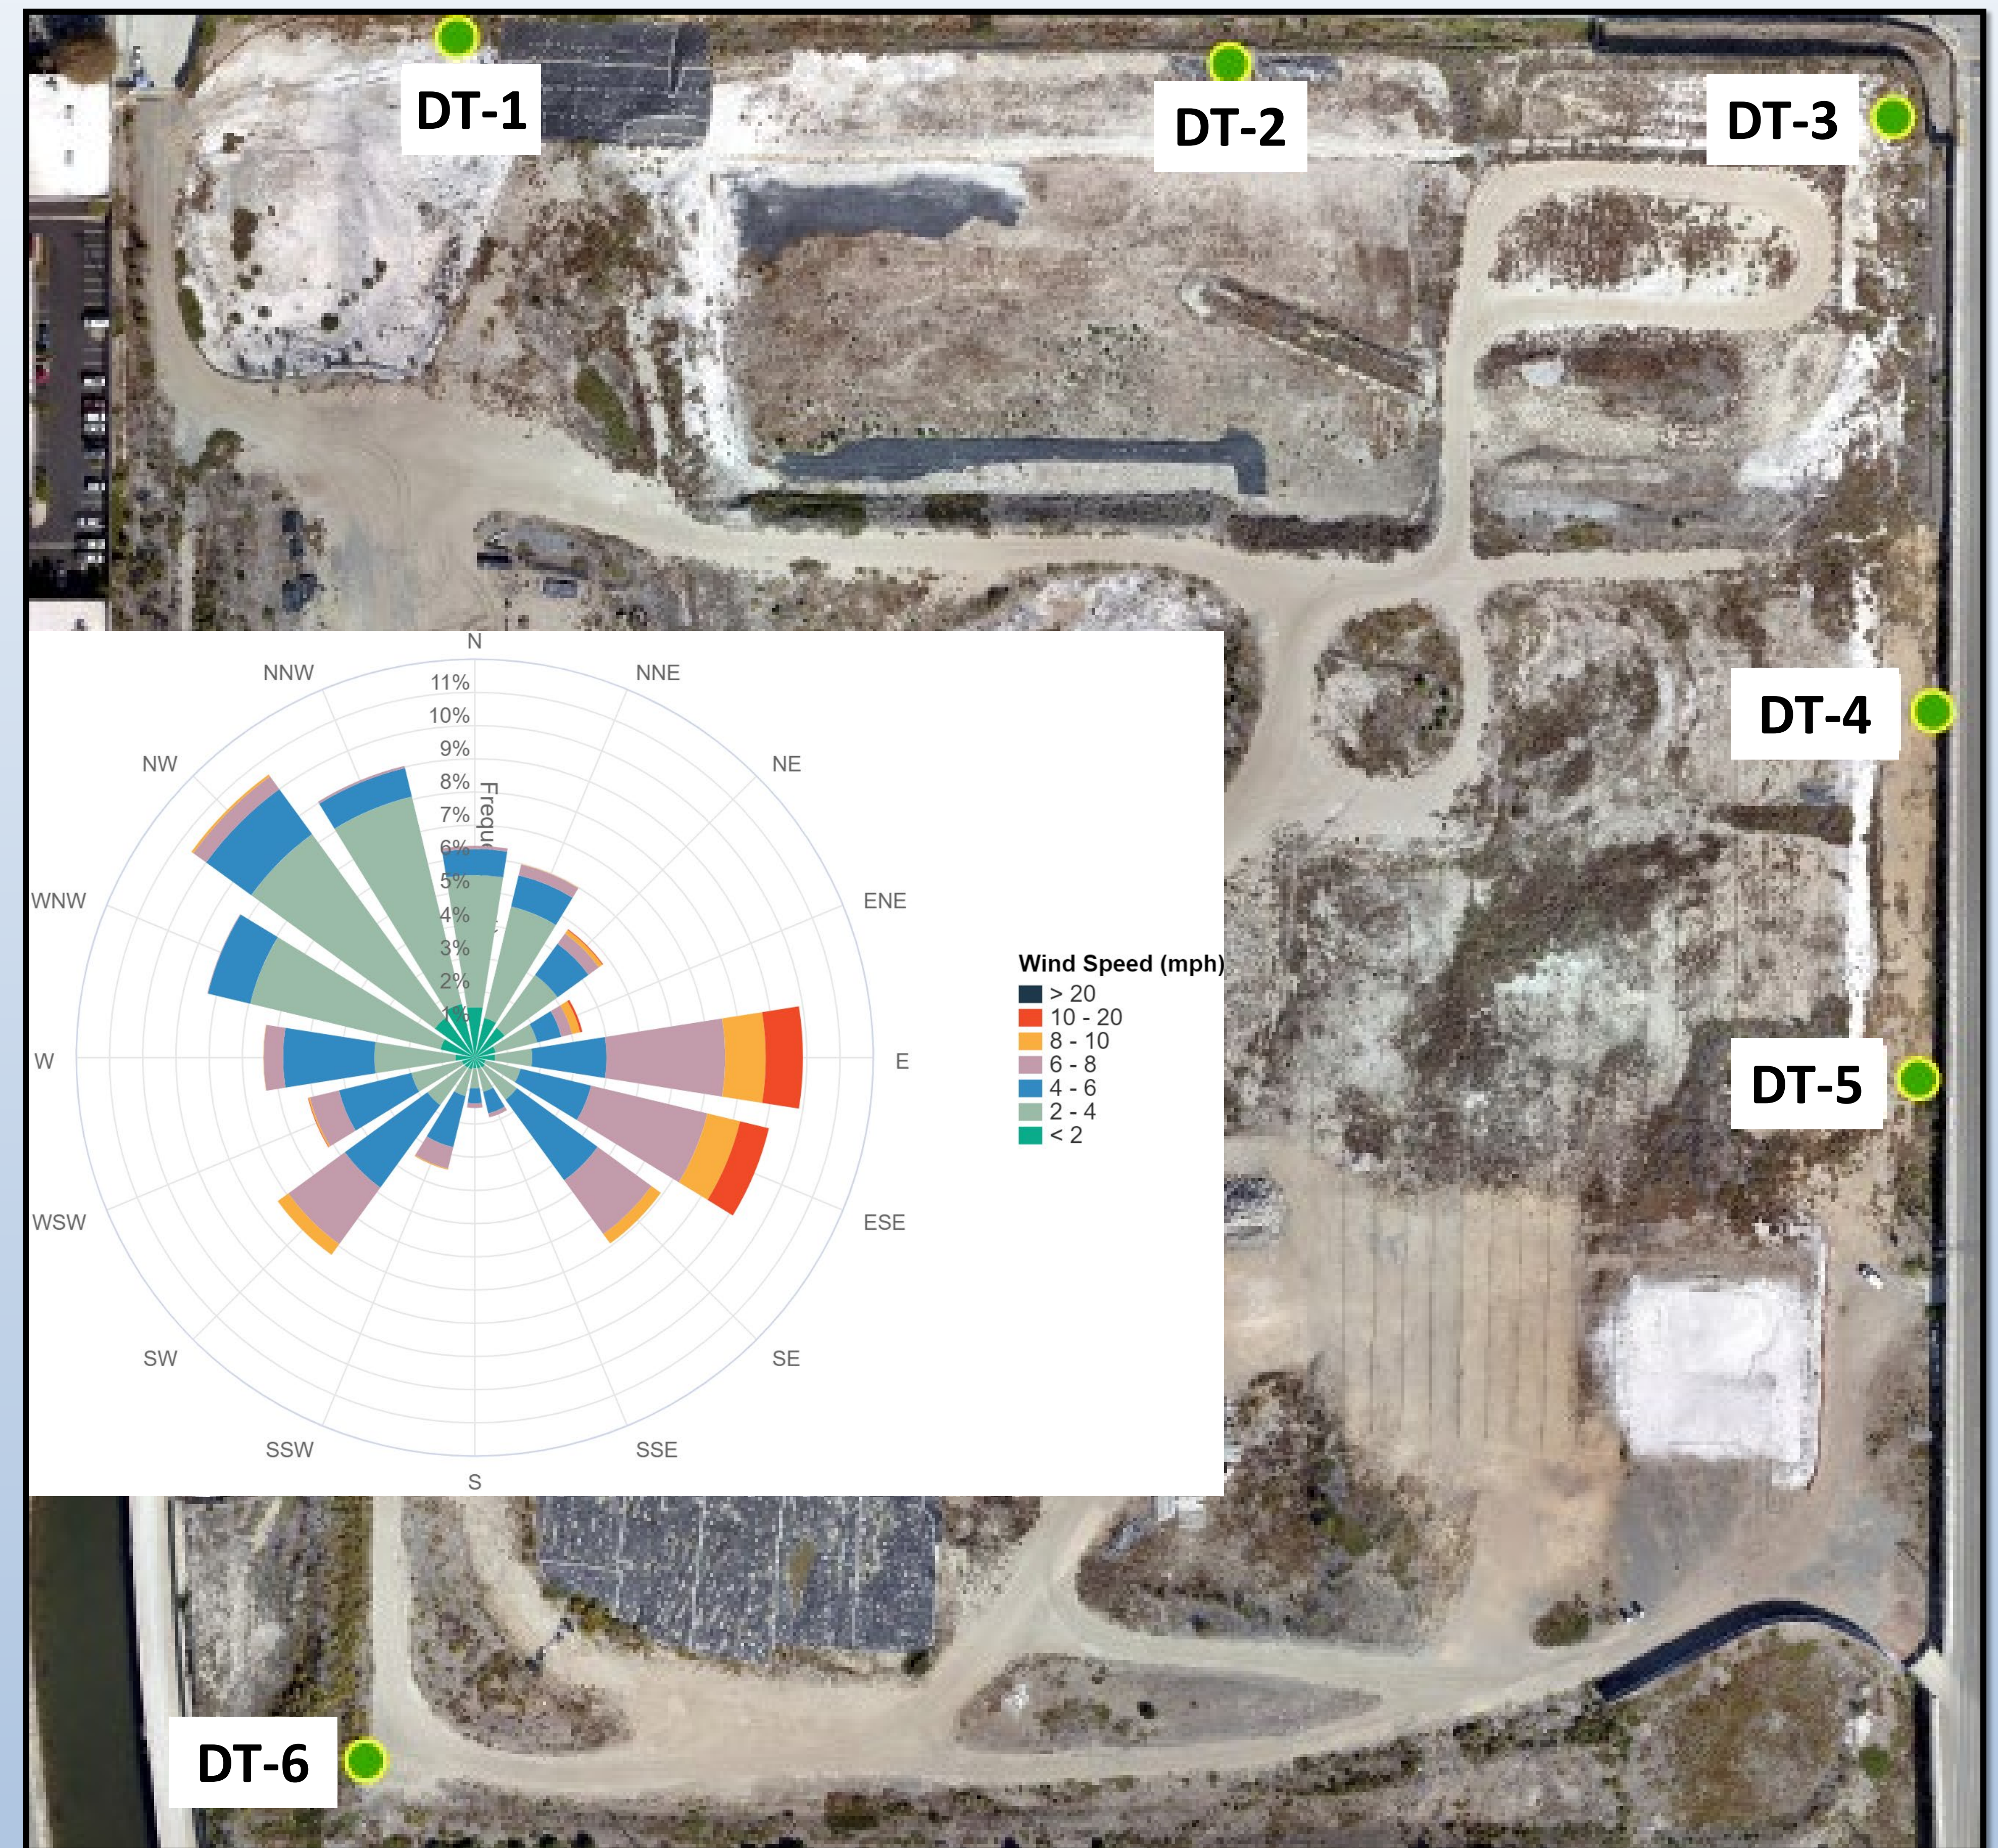 DT-1
DT-2
DT-3
DT-4
DT-5
DT-6
N
NNE
NE
ENE
E
ESE
SE
SSE
S
SSW
SW
WSW
W
WNW
NW
NNW
11%
10%
9%
8%
7%
6%
5%
4%
3%
2%
1%
Wind Speed (mph)
> 20
10 - 20
8 - 10
6 - 8
4 - 6
2 - 4
< 2